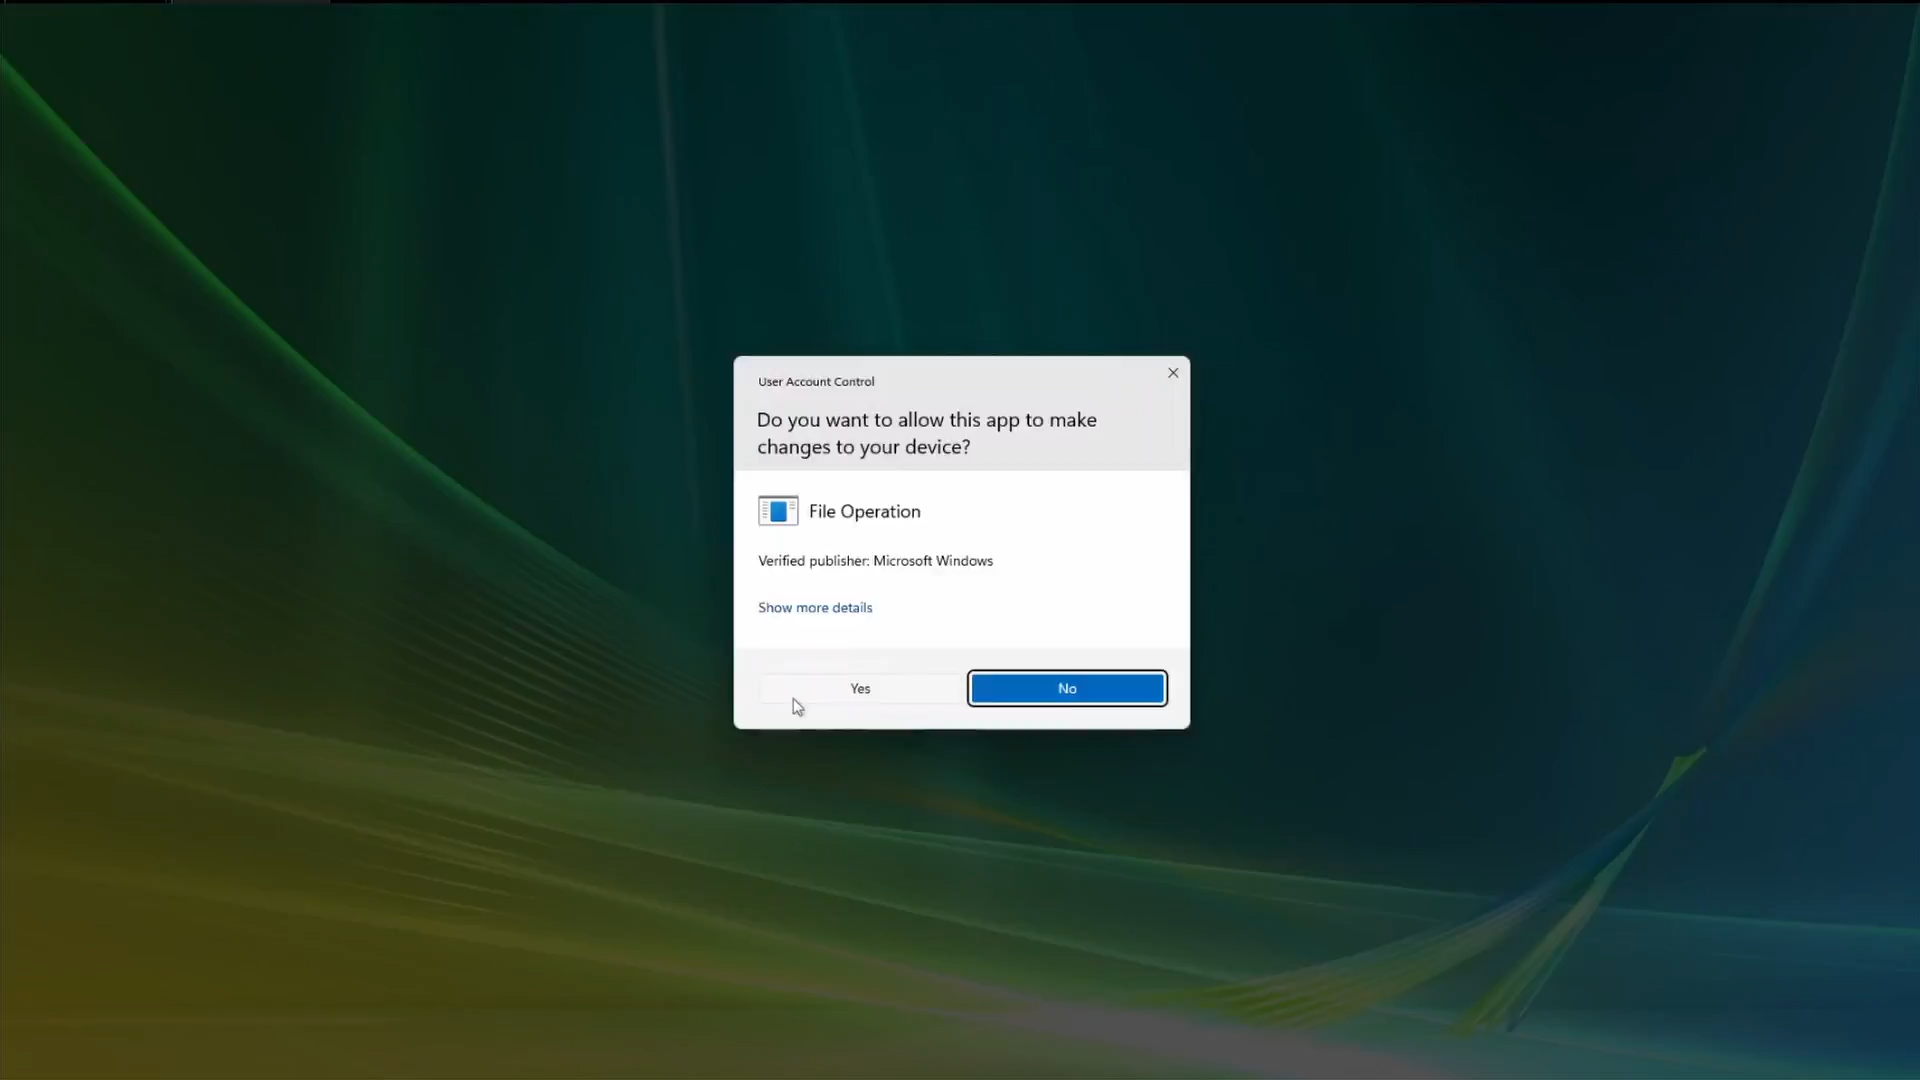 User Account Control
Do you want to allow this app to make
changes to your device?
File Operation
Verified publisher: Microsoft Windows
Show more details
Yes
No